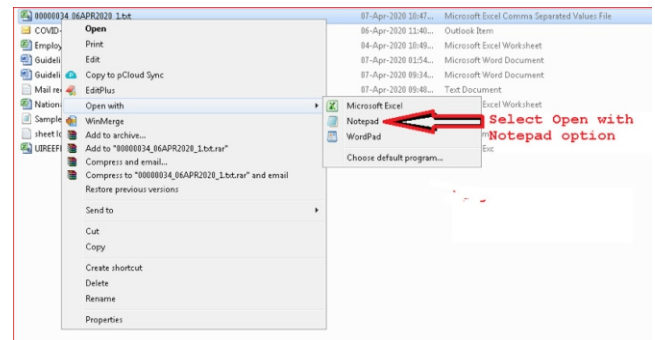 00000034_06APR2020_1.txt 07-Apr-2020 10:47... Microsoft Excel Comma Separated Values File
COVID- 06-Apr-2020 11:40... Outlook Item
Employ 04-Apr-2020 10:49... Microsoft Excel Worksheet
Guideli 07-Apr-2020 01:54... Microsoft Word Document
Guideli 07-Apr-2020 09:34... Microsoft Word Document
Mail re 07-Apr-2020 09:48... Text Document
Nation Excel Worksheet
Sample
sheet lo
UIREEF
Open
Print
Edit
Copy to pCloud Sync
EditPlus
Open with
WinMerge
Add to archive...
Add to "00000034_06APR2020_1.txt.rar"
Compress and email...
Compress to "00000034_06APR2020_1.txt.rar" and email
Restore previous versions
Send to
Cut
Copy
Create shortcut
Delete
Rename
Properties
Microsoft Excel
Notepad
WordPad
Choose default program...
Select Open with
Notepad option